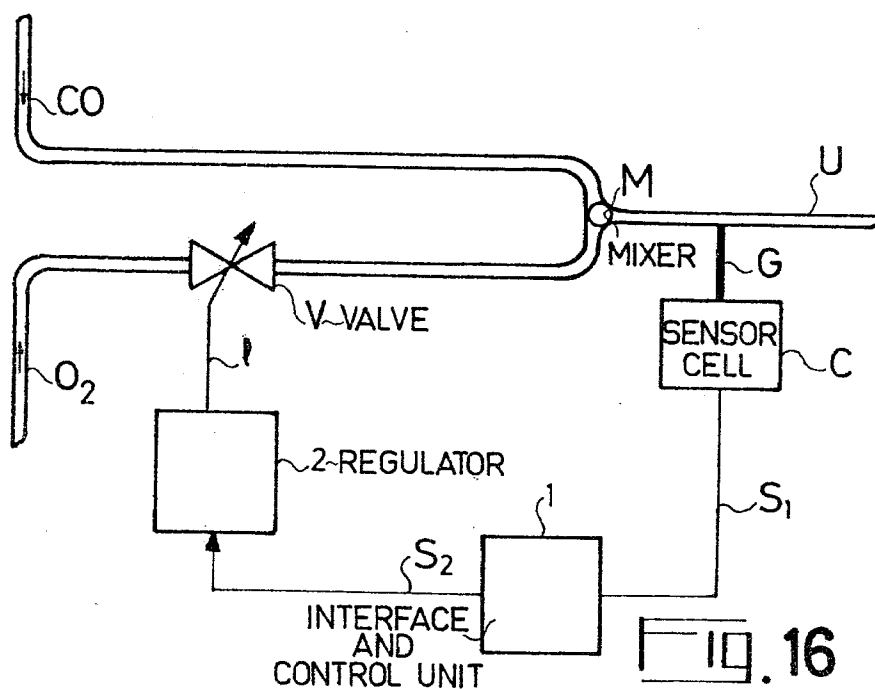 CO
M
U
MIXER
G
V~VALVE
SENSOR
CELL
C
O₂
l
2~REGULATOR
1
S₁
S₂
INTERFACE
AND
CONTROL UNIT
FIG. 16